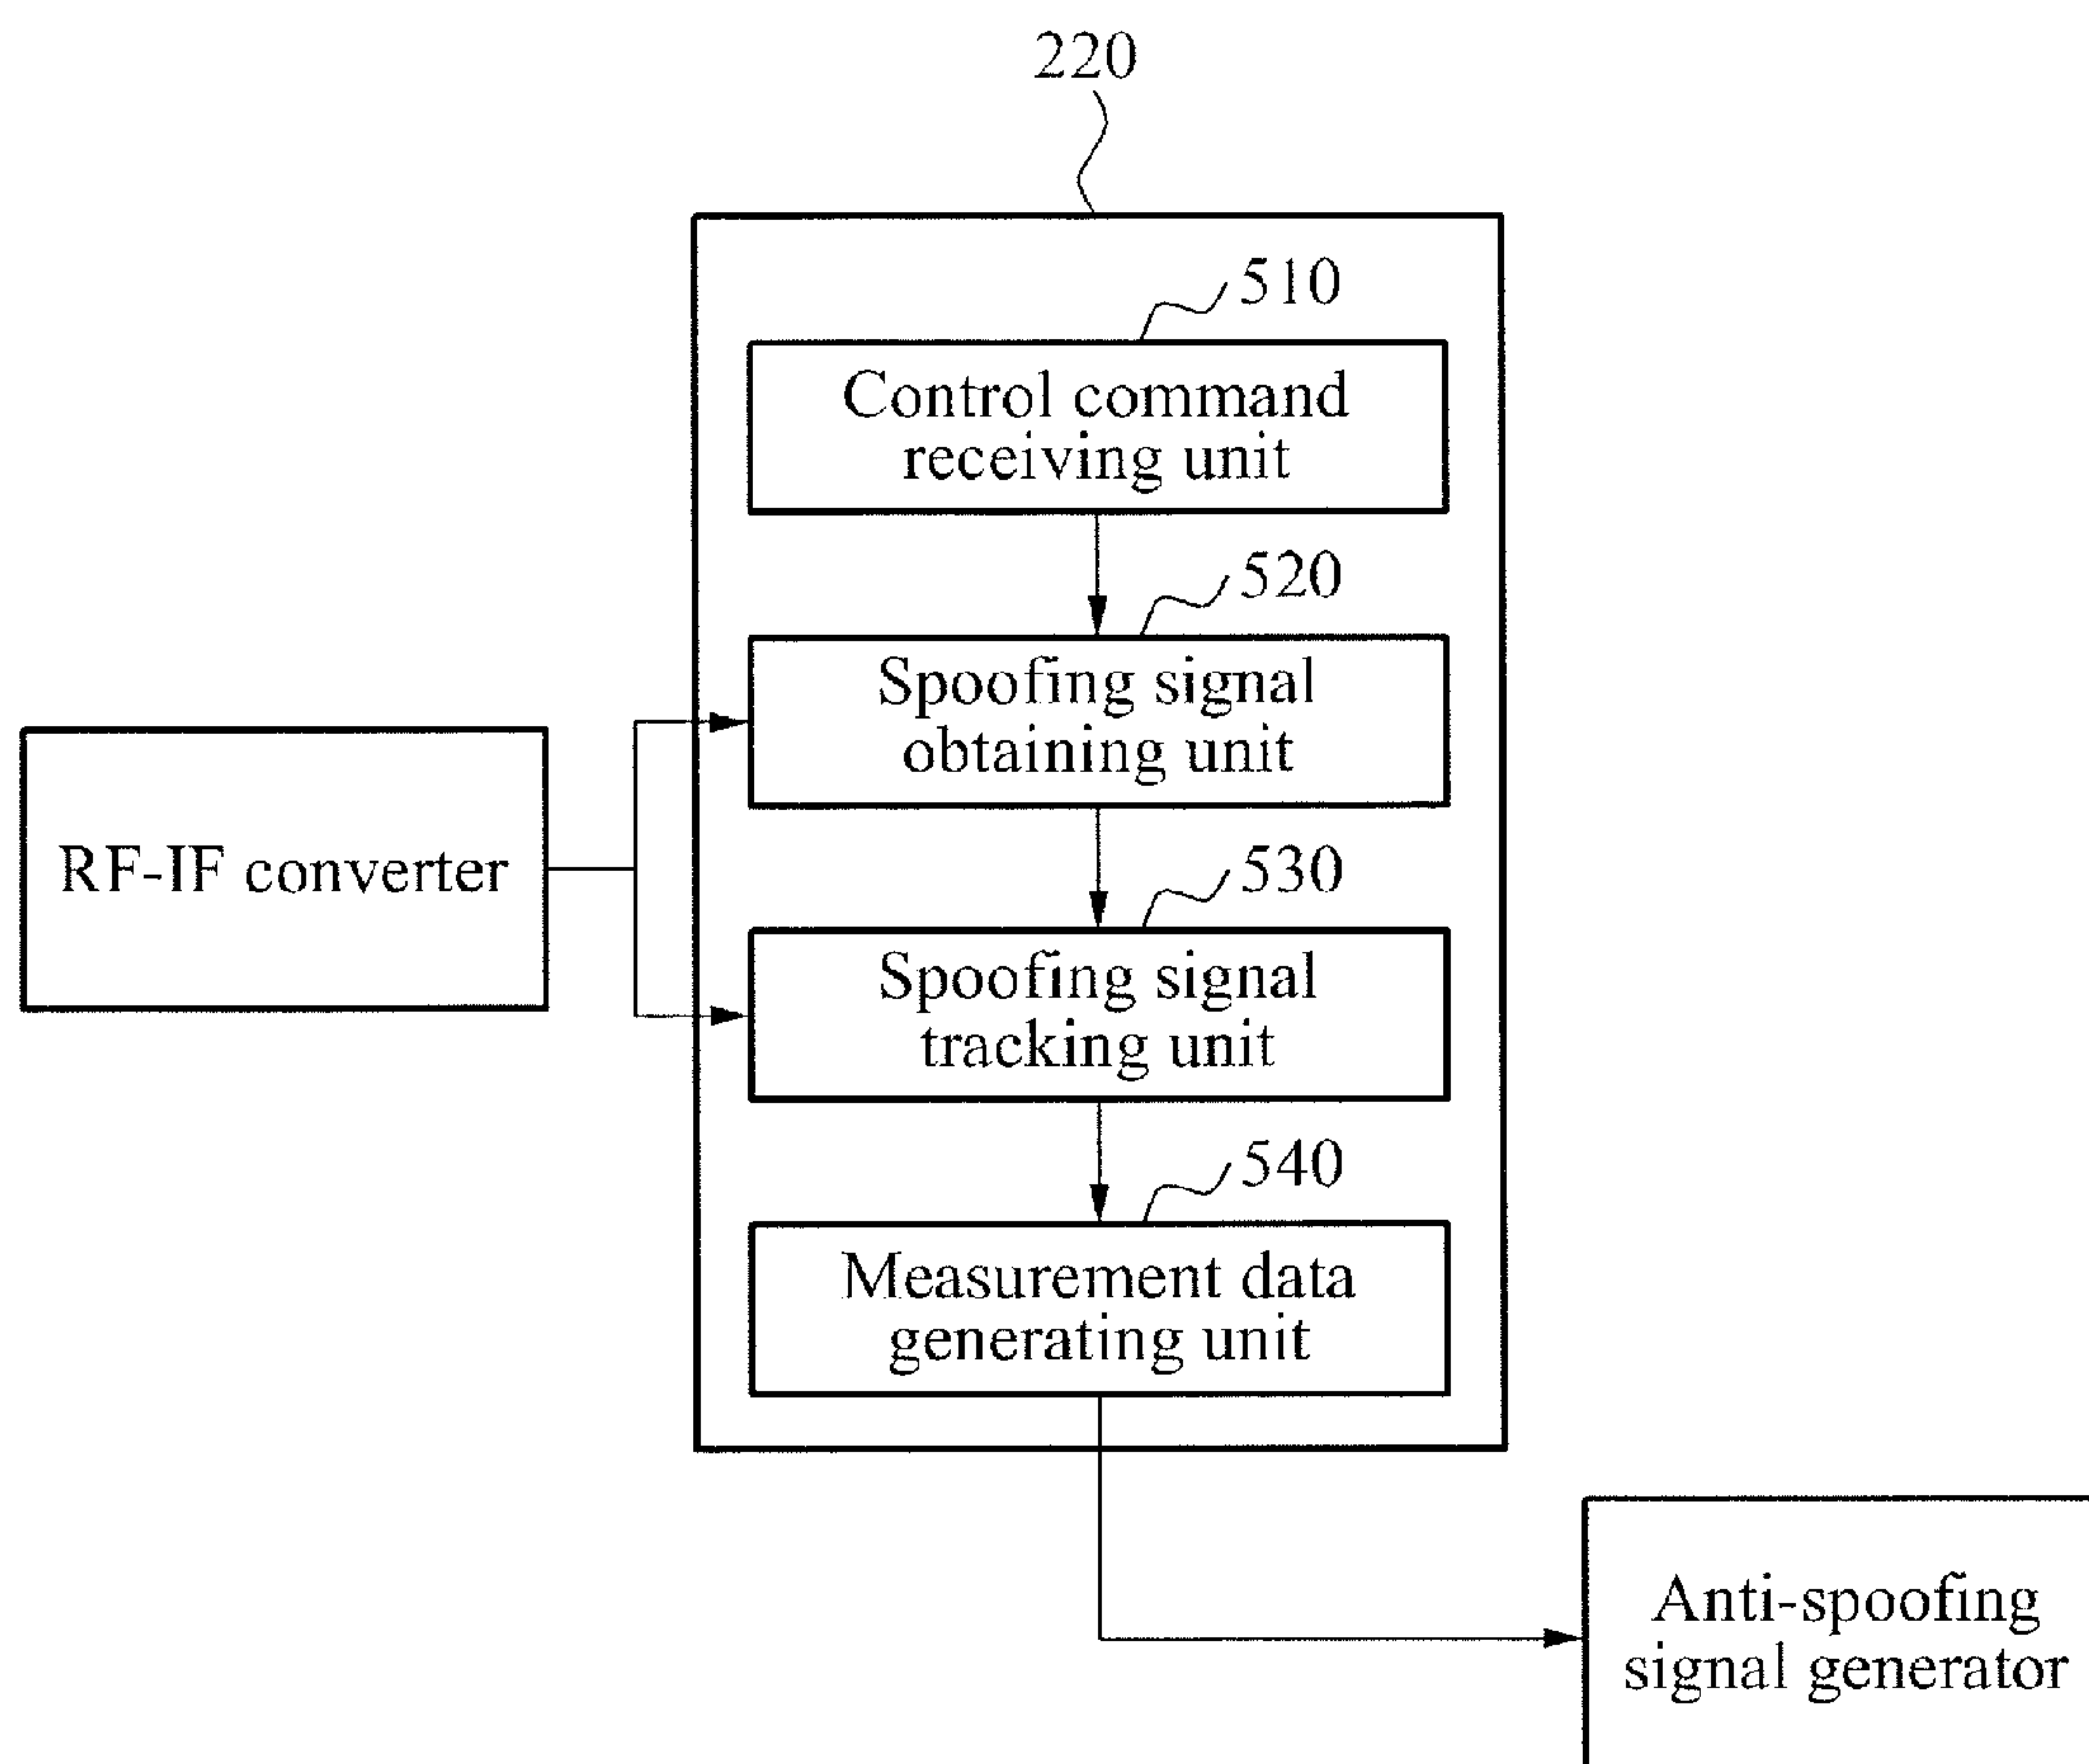 220
510
Control command
receiving unit
520
Spoofing signal
obtaining unit
RF-IF converter
530
Spoofing signal
tracking unit
540
Measurement data
generating unit
Anti-spoofing
signal generator